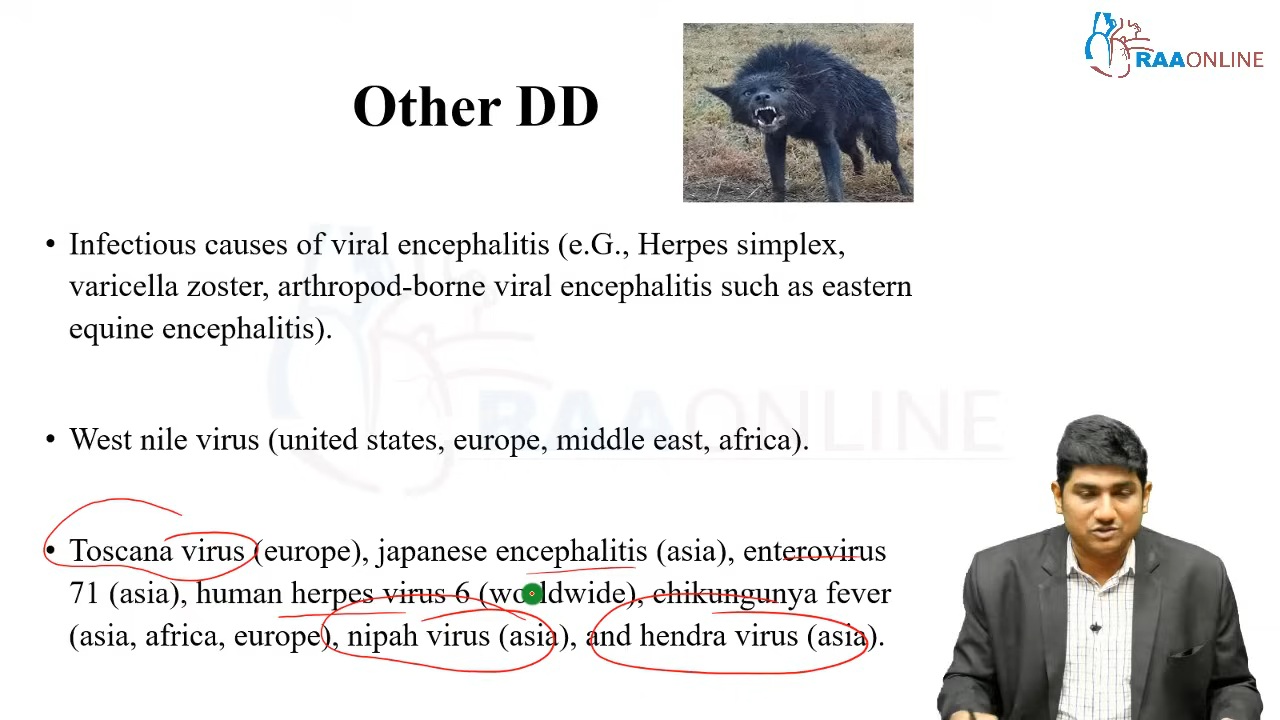 RAAONLINE
Other DD
• Infectious causes of viral encephalitis (e.G., Herpes simplex,
varicella zoster, arthropod-borne viral encephalitis such as eastern
equine encephalitis).
RAAONLINE
• West nile virus (united states, europe, middle east, africa).
• Toscana virus (europe), japanese encephalitis (asia), enterovirus
71 (asia), human herpes virus 6 (worldwide), chikungunya fever
(asia, africa, europe), nipah virus (asia), and hendra virus (asia).